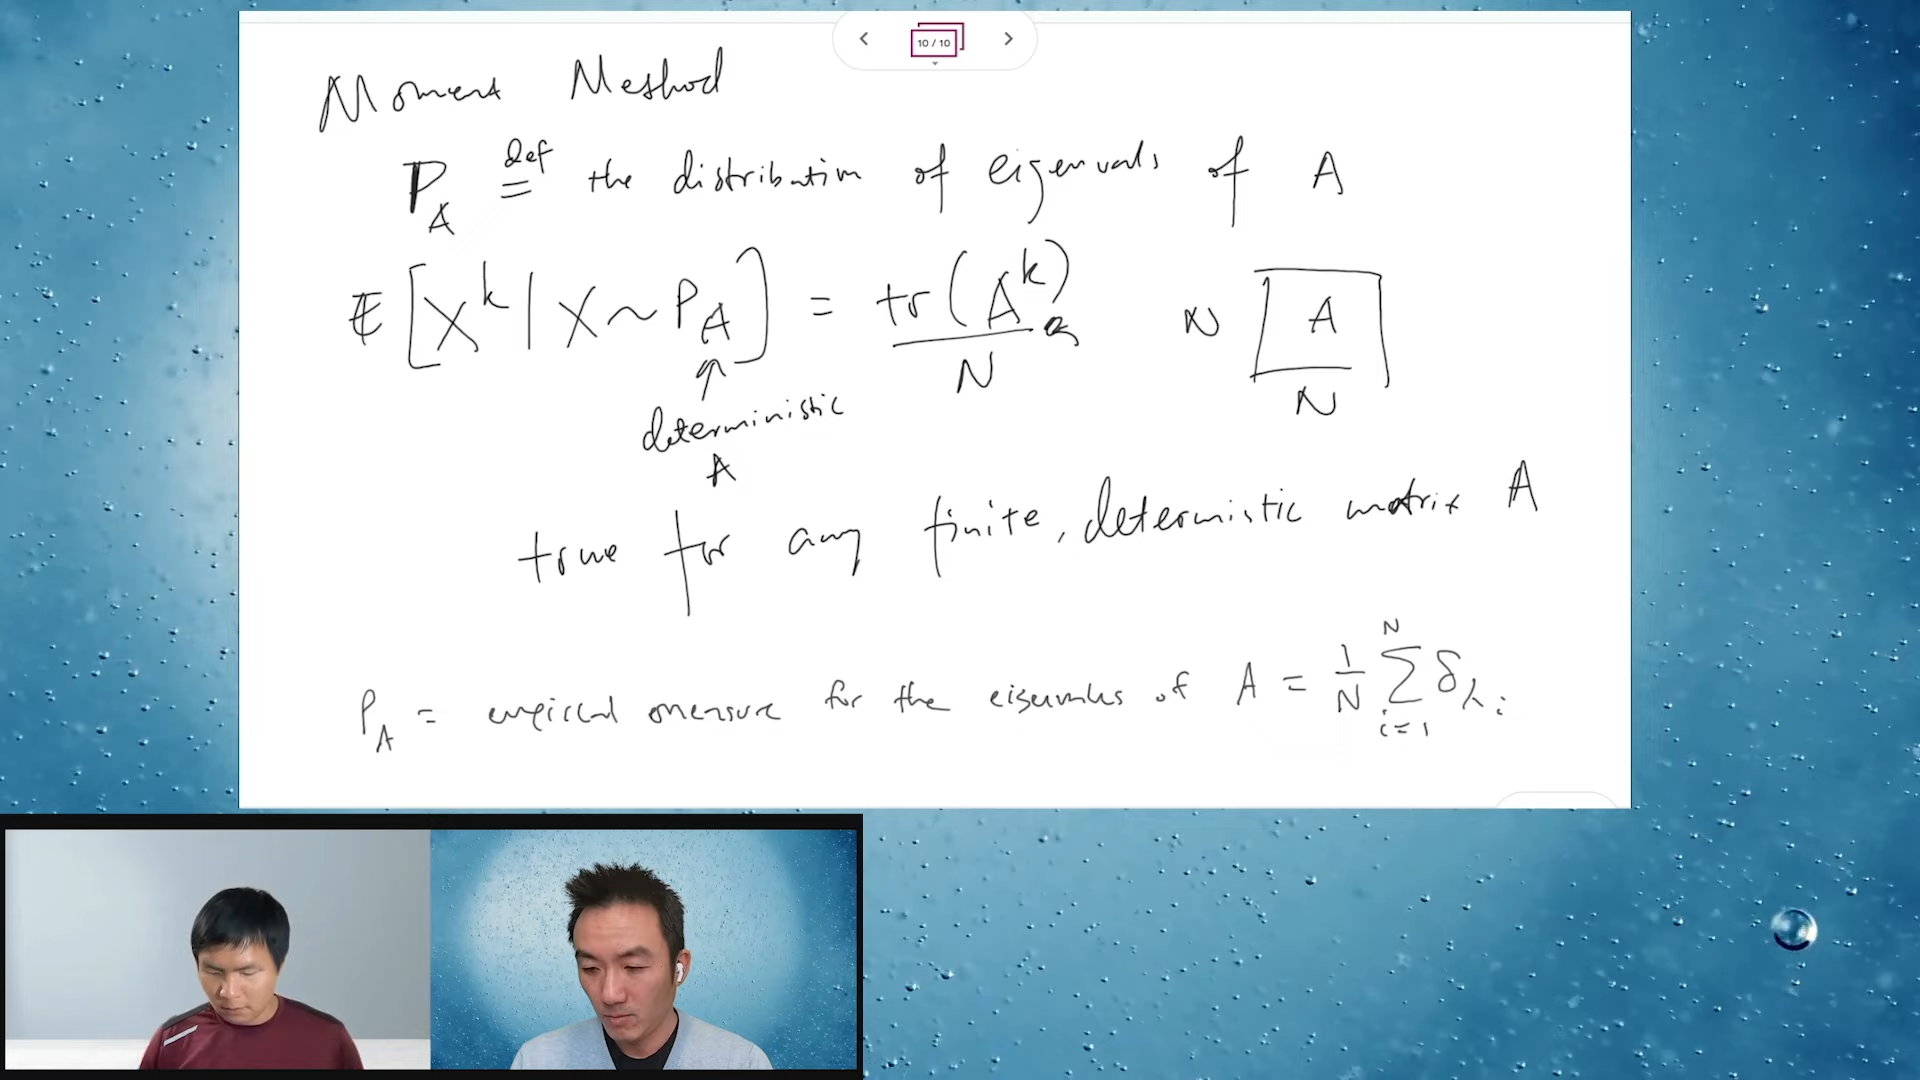 10 / 10
Moment Method
P_A =^def the distribution of eigenvals of A
E[X^k | X ~ P_A] = tr(A^k) / N
N A
N
↑
deterministic
A
true for any finite, deterministic matrix A
P_A = empirical measure for the eigenvalues of A = 1/N ∑_{i=1}^{N} δ_{λ_i}